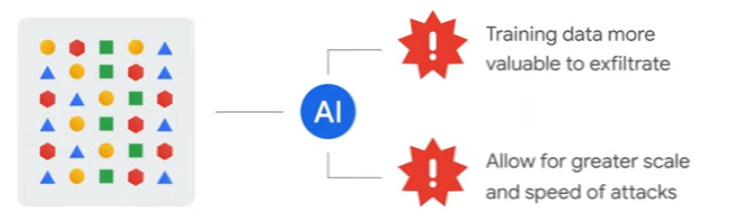 AI
Training data more
valuable to exfiltrate
Allow for greater scale
and speed of attacks